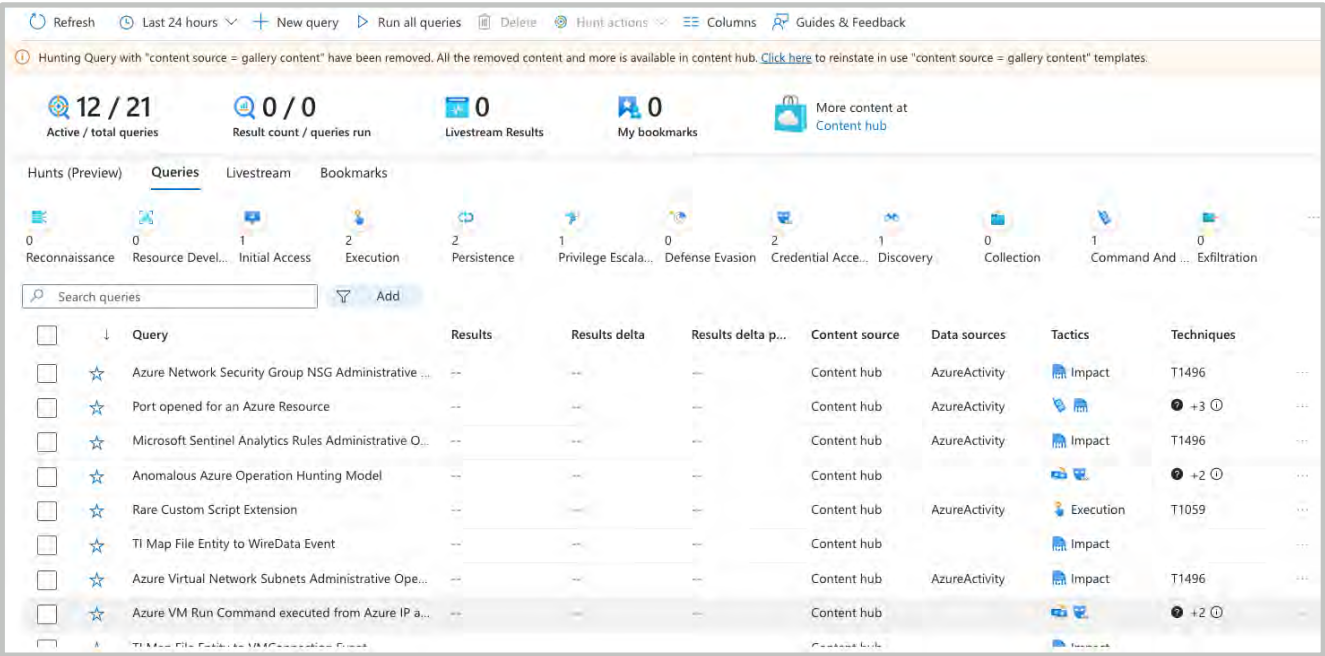 Refresh Last 24 hours New query Run all queries Delete Hunt actions Columns Guides & Feedback
Hunting Query with "content source = gallery content" have been removed. All the removed content and more is available in content hub. Click here to reinstate in use "content source = gallery content" templates.
12 / 21 0 / 0 0 0 More content at
Active / total queries Result count / queries run Livestream Results My bookmarks Content hub
Hunts (Preview) Queries Livestream Bookmarks
0 0 1 2 2 1 0 2 1 0 1 0
Reconnaissance Resource Devel... Initial Access Execution Persistence Privilege Escala... Defense Evasion Credential Acce... Discovery Collection Command And ... Exfiltration
Search queries Add
↓ Query Results Results delta Results delta p... Content source Data sources Tactics Techniques
Azure Network Security Group NSG Administrative ... -- -- -- Content hub AzureActivity Impact T1496 ...
Port opened for an Azure Resource -- -- -- Content hub AzureActivity +3 ...
Microsoft Sentinel Analytics Rules Administrative O... -- -- -- Content hub AzureActivity Impact T1496 ...
Anomalous Azure Operation Hunting Model -- -- -- Content hub +2 ...
Rare Custom Script Extension -- -- -- Content hub AzureActivity Execution T1059 ...
TI Map File Entity to WireData Event -- -- -- Content hub Impact ...
Azure Virtual Network Subnets Administrative Ope... -- -- -- Content hub AzureActivity Impact T1496 ...
Azure VM Run Command executed from Azure IP a... -- -- -- Content hub +2 ...
TI Map File Entity to VMConnection Event Content hub Impact